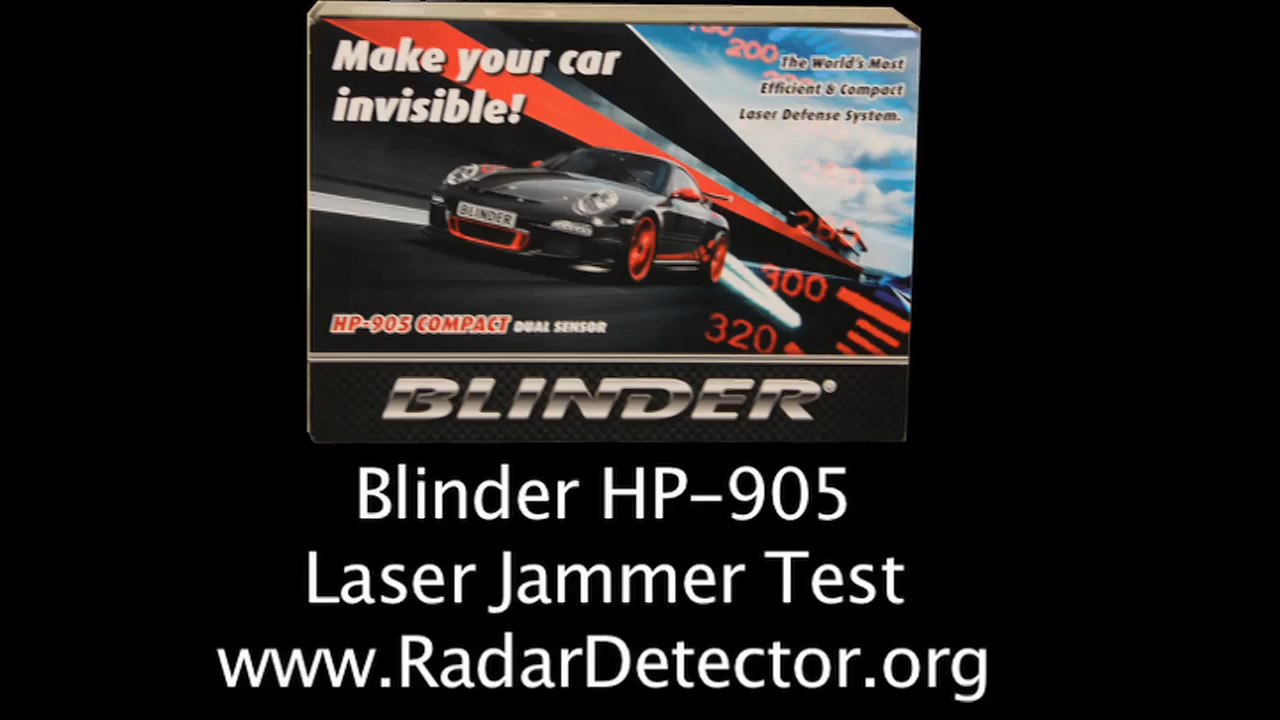 Make your car
invisible!
200
The World's Most
Efficient & Compact
Laser Defense System.
BLINDER
260
300
320
HP-905 COMPACT DUAL SENSOR
BLINDER®
Blinder HP-905
Laser Jammer Test
www.RadarDetector.org